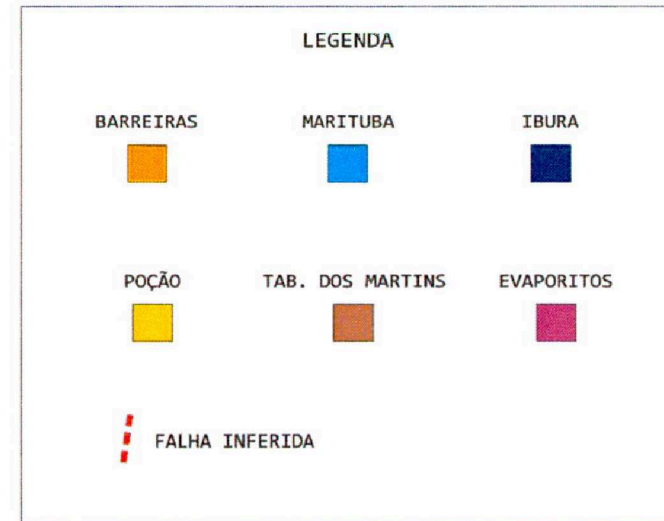 LEGENDA
BARREIRAS MARITUBA IBURA
POÇÃO TAB. DOS MARTINS EVAPORITOS
FALHA INFERIDA